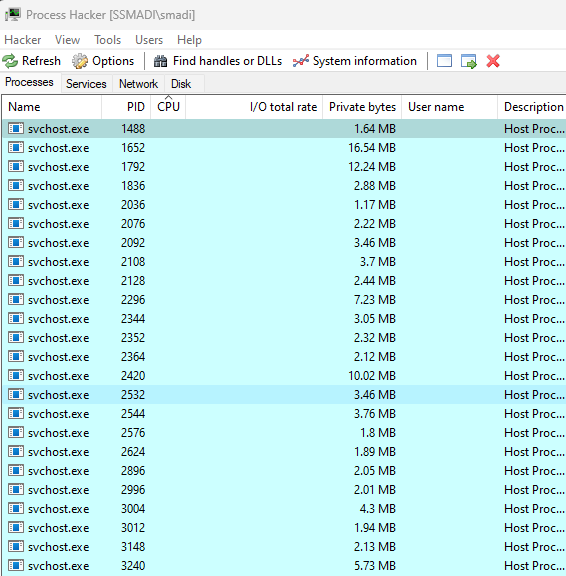 Process Hacker [SSMADI\smadi]
Hacker View Tools Users Help
Refresh Options Find handles or DLLs System information
Processes Services Network Disk
Name PID CPU I/O total rate Private bytes User name Description
svchost.exe 1488 1.64 MB Host Proc...
svchost.exe 1652 16.54 MB Host Proc...
svchost.exe 1792 12.24 MB Host Proc...
svchost.exe 1836 2.88 MB Host Proc...
svchost.exe 2036 1.17 MB Host Proc...
svchost.exe 2076 2.22 MB Host Proc...
svchost.exe 2092 3.46 MB Host Proc...
svchost.exe 2108 3.7 MB Host Proc...
svchost.exe 2128 2.44 MB Host Proc...
svchost.exe 2296 7.23 MB Host Proc...
svchost.exe 2344 3.05 MB Host Proc...
svchost.exe 2352 2.32 MB Host Proc...
svchost.exe 2364 2.12 MB Host Proc...
svchost.exe 2420 10.02 MB Host Proc...
svchost.exe 2532 3.46 MB Host Proc...
svchost.exe 2544 3.76 MB Host Proc...
svchost.exe 2576 1.8 MB Host Proc...
svchost.exe 2624 1.89 MB Host Proc...
svchost.exe 2896 2.05 MB Host Proc...
svchost.exe 2996 2.01 MB Host Proc...
svchost.exe 3004 4.3 MB Host Proc...
svchost.exe 3012 1.94 MB Host Proc...
svchost.exe 3148 2.13 MB Host Proc...
svchost.exe 3240 5.73 MB Host Proc...